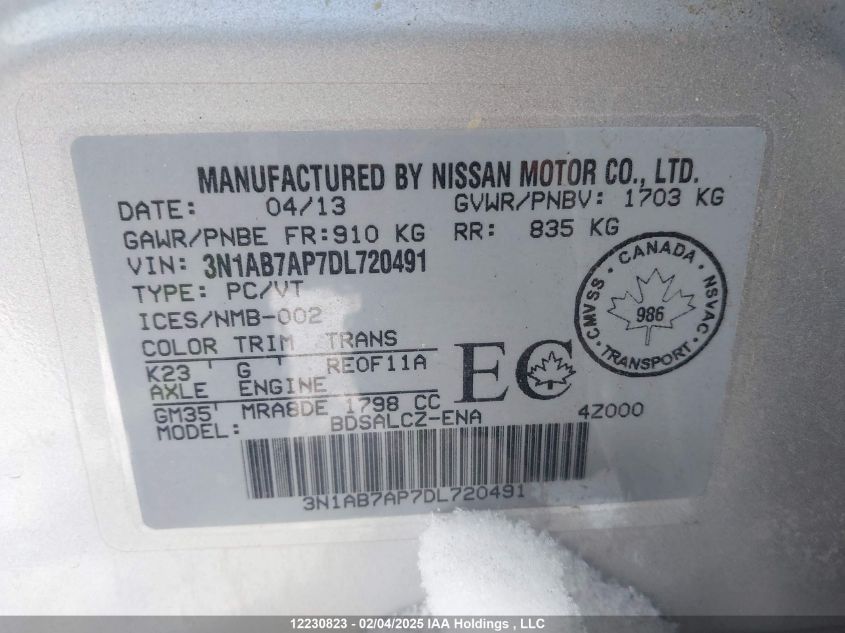 MANUFACTURED BY NISSAN MOTOR CO., LTD.
DATE: 04/13 GVWR/PNBV: 1703 KG
GAWR/PNBE FR:910 KG RR: 835 KG
VIN: 3N1AB7AP7DL720491
TYPE: PC/VT
ICES/NMB-002
COLOR TRIM TRANS
K23 G REOF11A
AXLE ENGINE
GM35 MRA8DE 1798 CC
MODEL: BDSALCZ-ENA 4Z000
EC
CANADA
CMVSS 986 NSVAC
TRANSPORT
3N1AB7AP7DL720491
12230823 - 02/04/2025 IAA Holdings , LLC